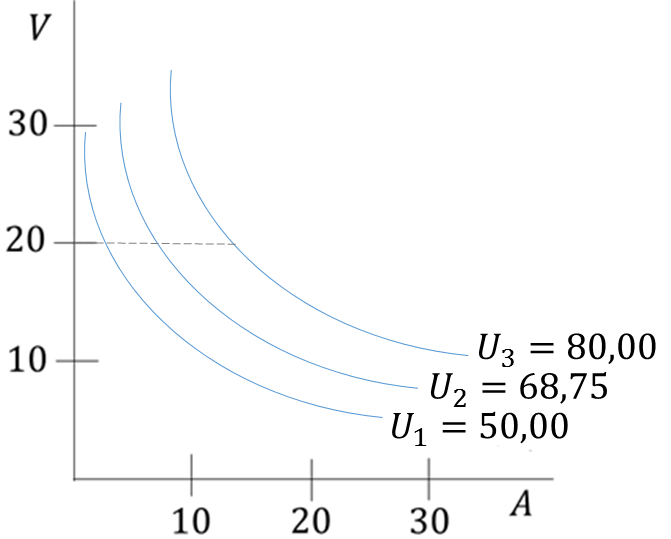 V
30
20
10
U₃ = 80,00
U₂ = 68,75
U₁ = 50,00
10 20 30
A